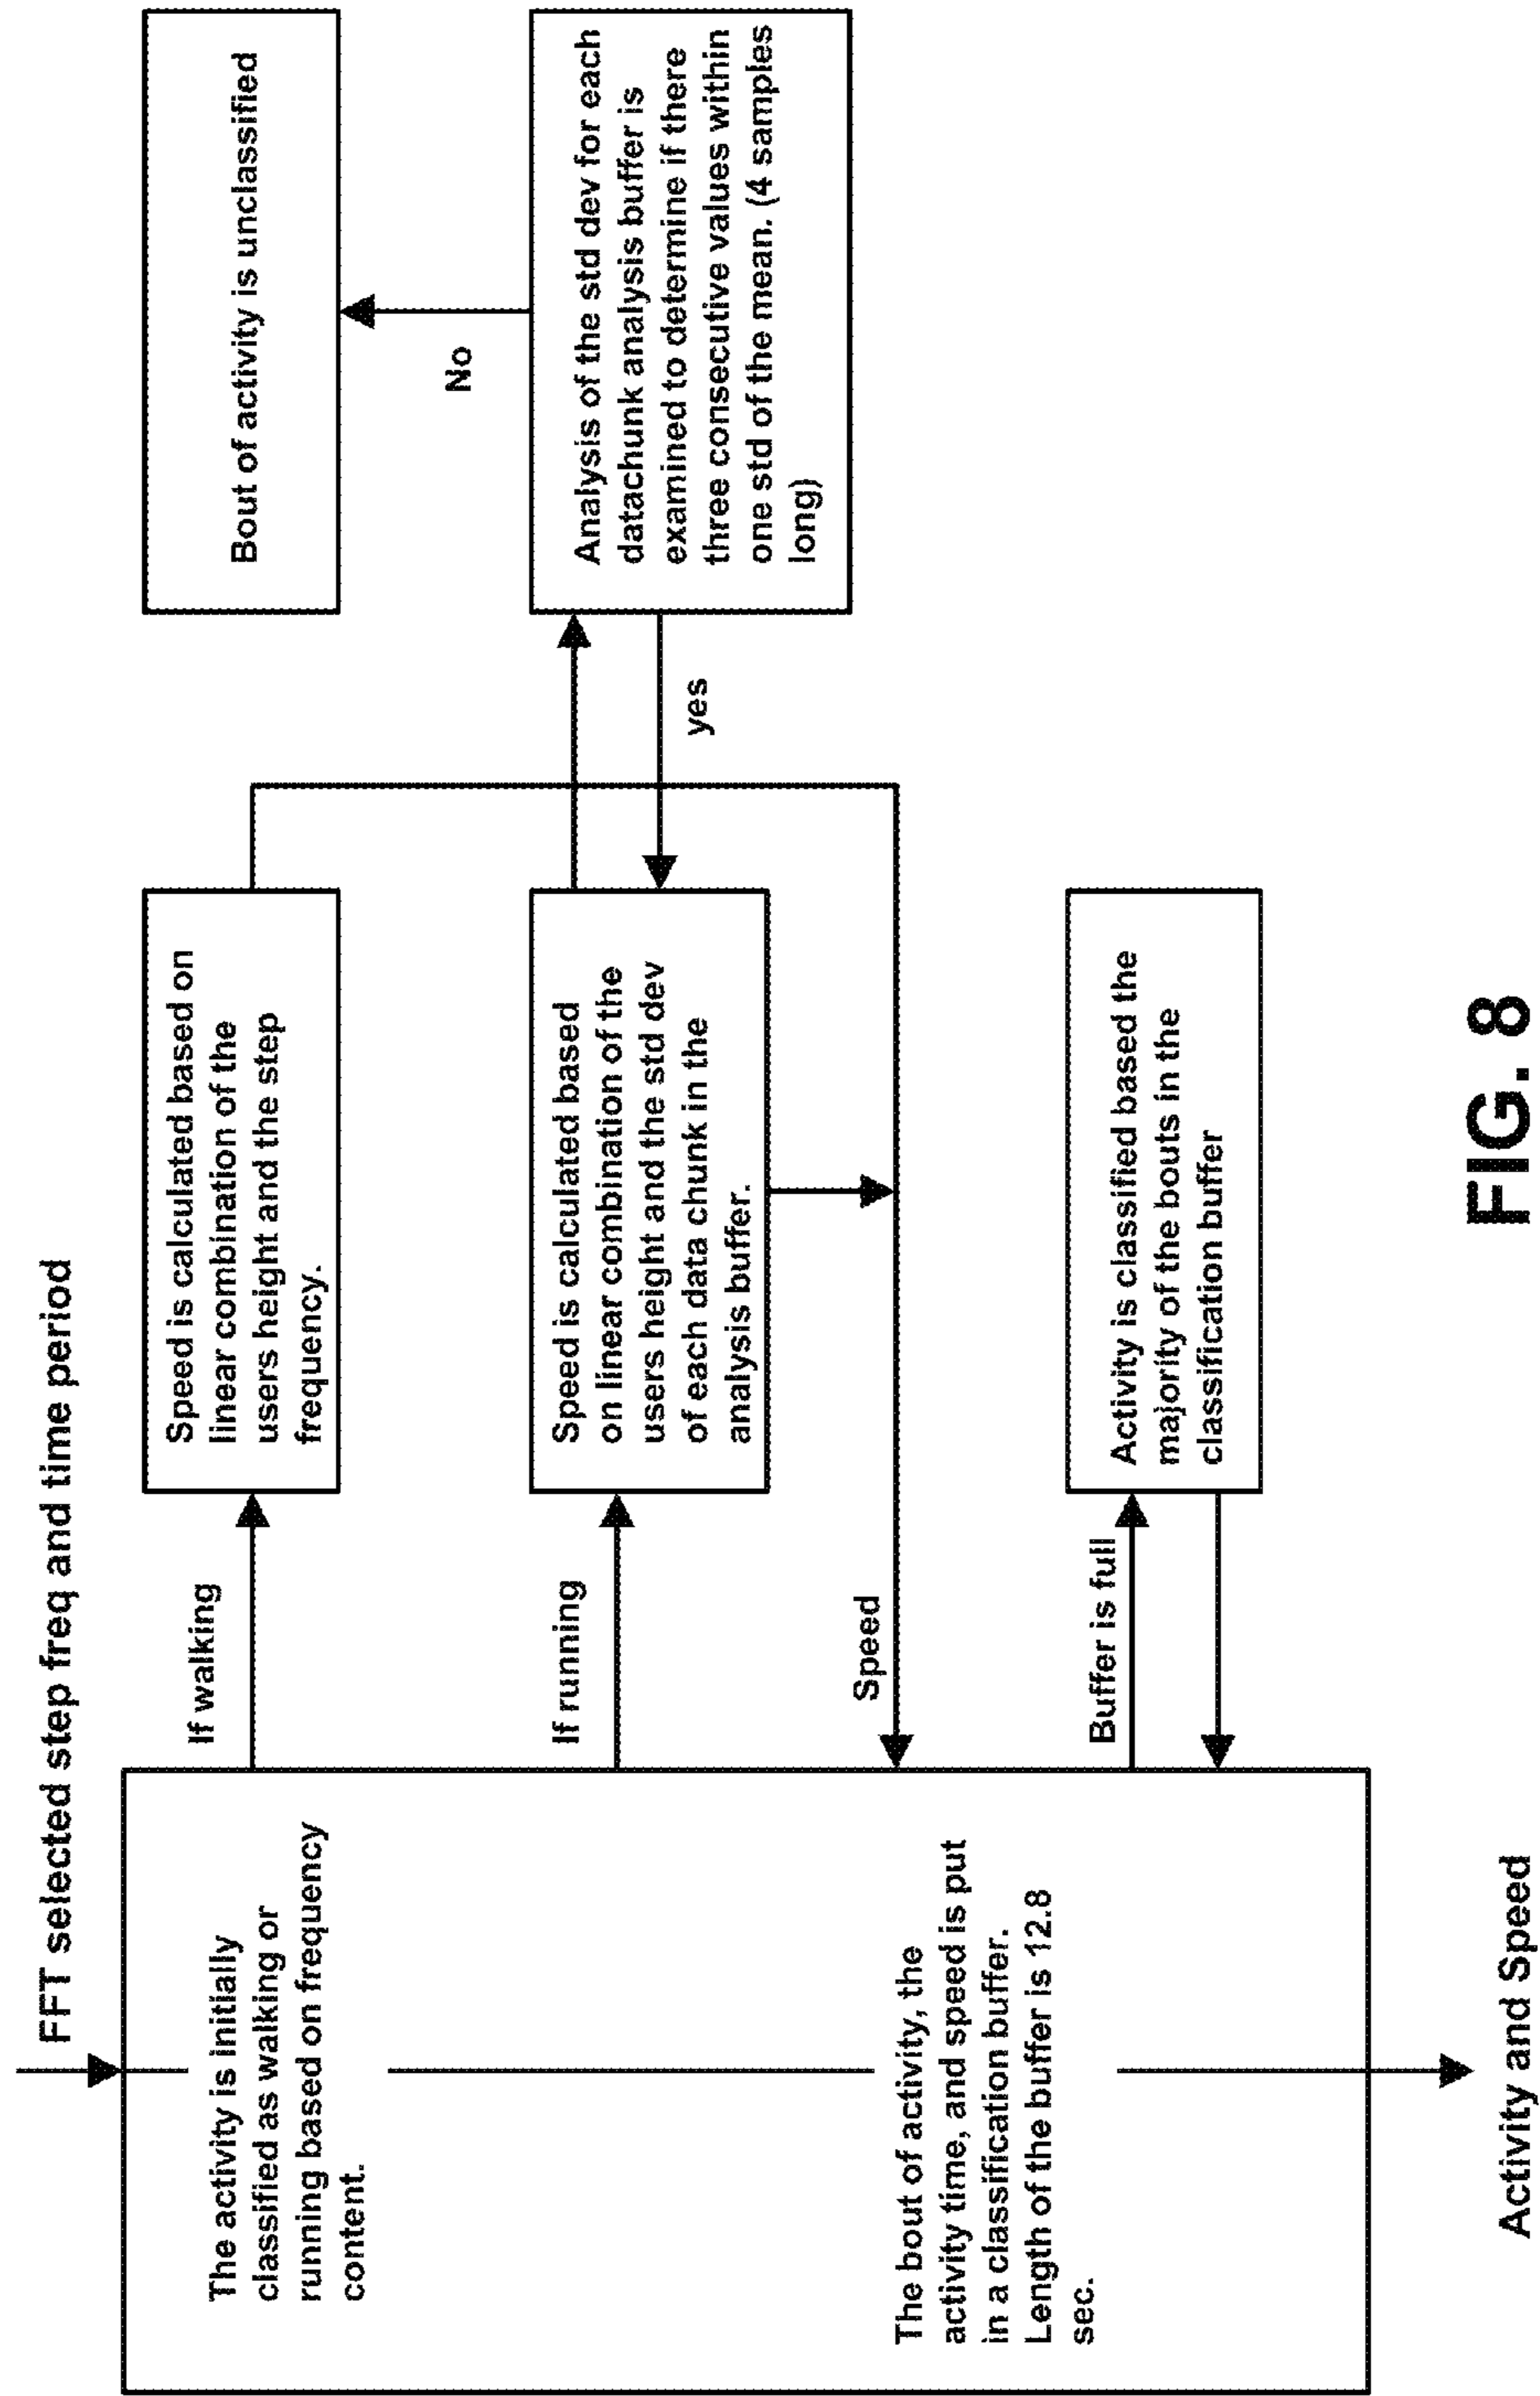 FFT selected step freq and time period
The activity is initially
classified as walking or
running based on frequency
content.
If walking
Speed is calculated based on
linear combination of the
users height and the step
frequency.
Bout of activity is unclassified
No
If running
Speed is calculated based
on linear combination of the
users height and the std dev
of each data chunk in the
analysis buffer.
yes
Analysis of the std dev for each
datachunk analysis buffer is
examined to determine if there
three consecutive values within
one std of the mean. (4 samples
long)
Speed
The bout of activity, the
activity time, and speed is put
in a classification buffer.
Length of the buffer is 12.8
sec.
Buffer is full
Activity is classified based the
majority of the bouts in the
classification buffer
Activity and Speed
FIG. 8